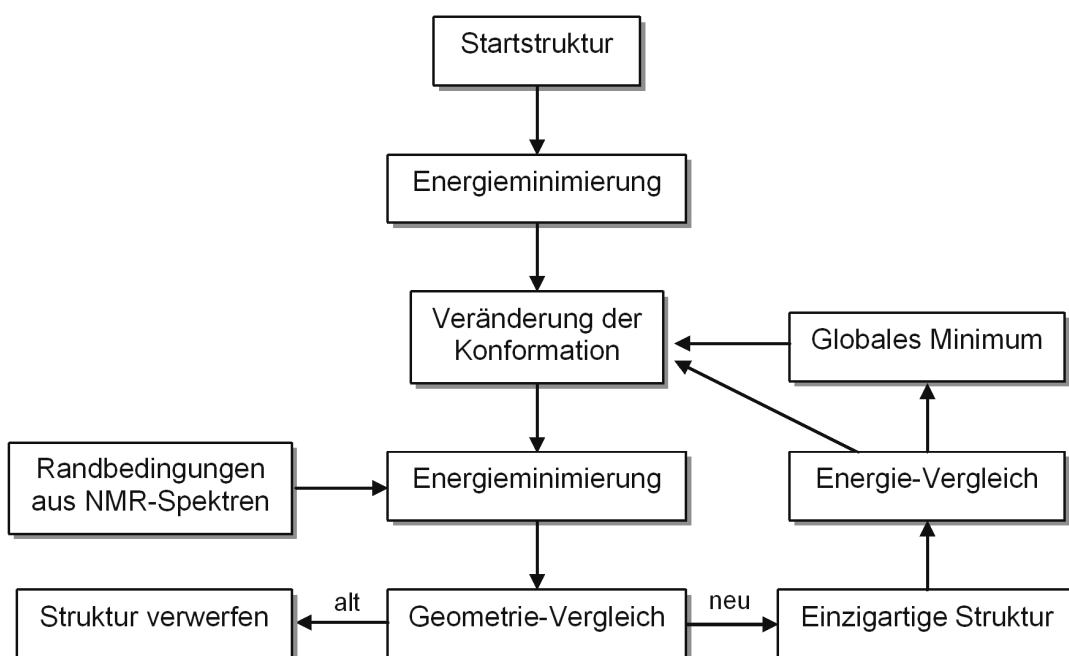 Startstruktur
Energieminimierung
Veränderung der
Konformation
Globales Minimum
Randbedingungen
aus NMR-Spektren
Energieminimierung
Energie-Vergleich
Struktur verwerfen
alt
Geometrie-Vergleich
neu
Einzigartige Struktur